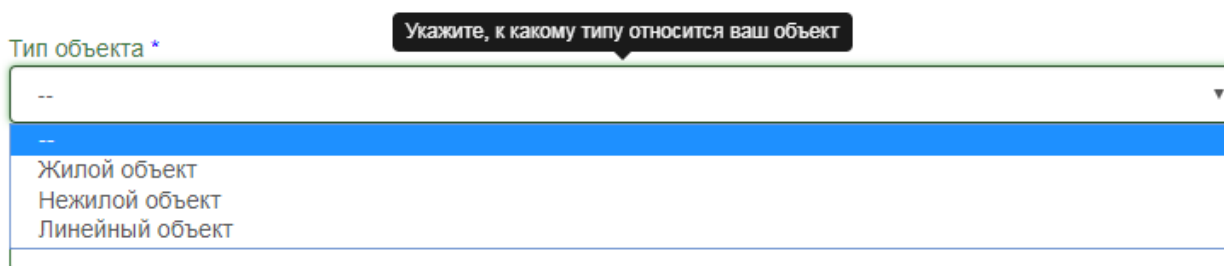 Укажите, к какому типу относится ваш объект
Тип объекта *
--
--
Жилой объект
Нежилой объект
Линейный объект